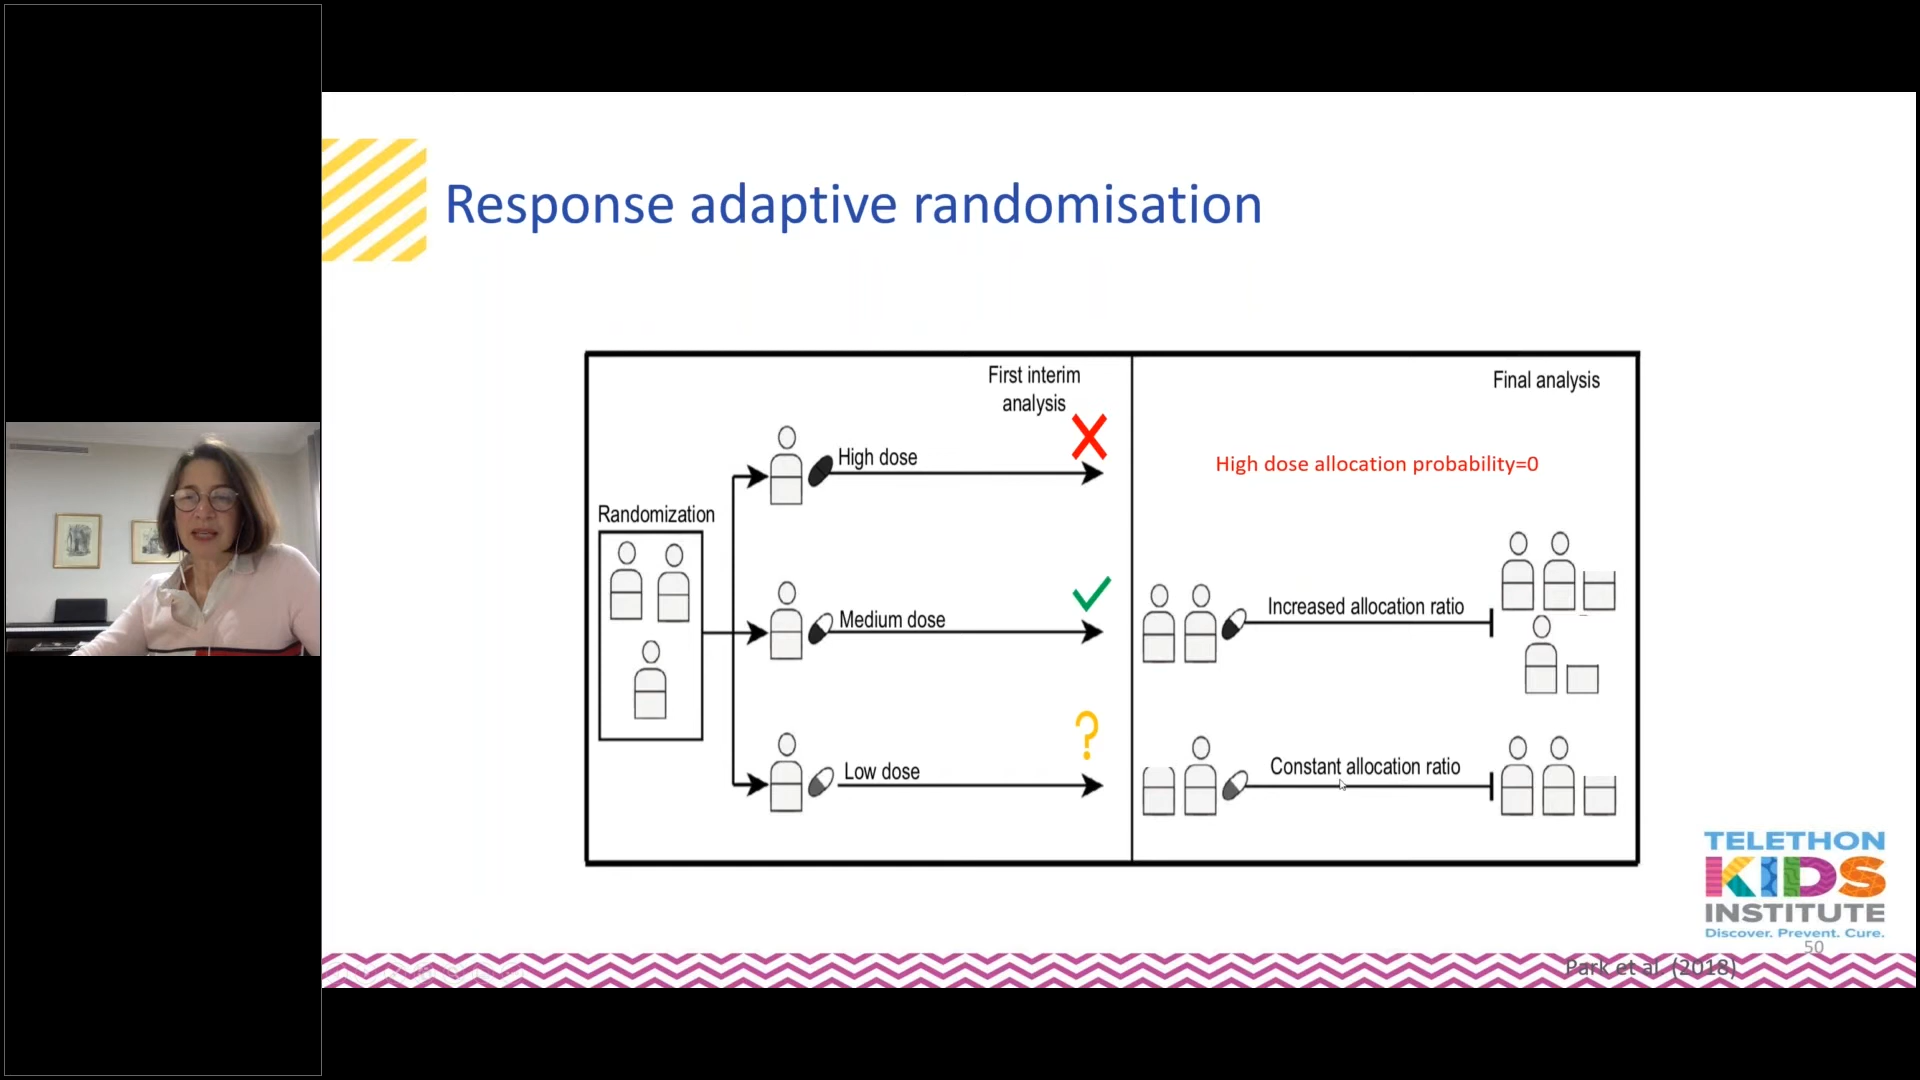 Response adaptive randomisation
First interim
analysis
Final analysis
High dose
High dose allocation probability=0
Randomization
Medium dose
Increased allocation ratio
?
Low dose
Constant allocation ratio
TELETHON
KIDS
INSTITUTE
Discover. Prevent. Cure.
50
Park et al (2018)